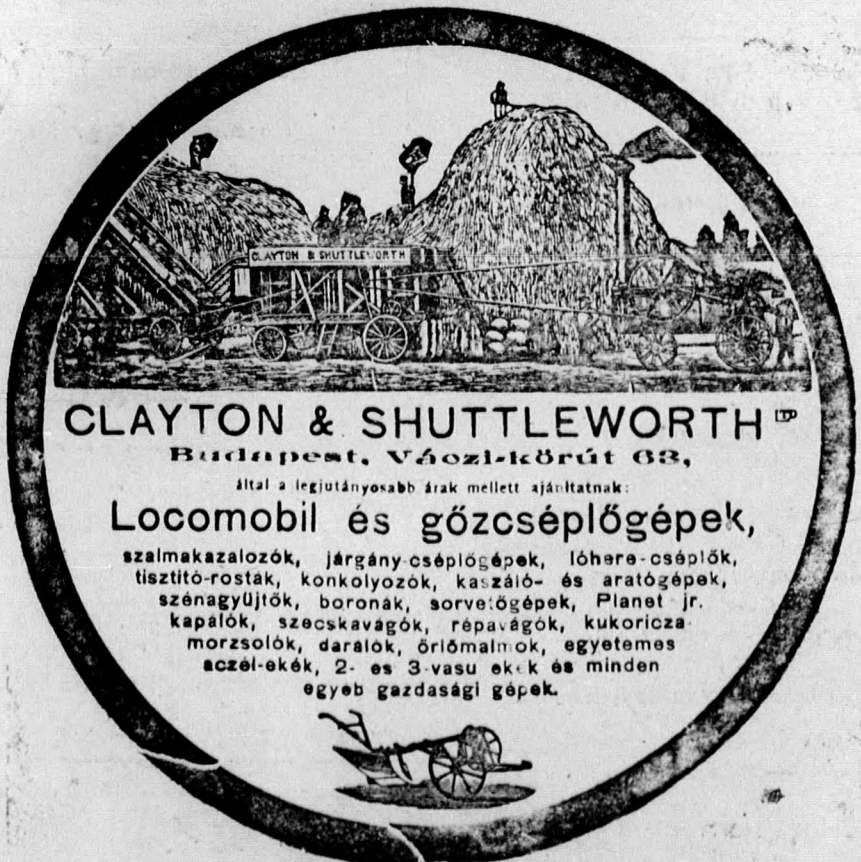 CLAYTON & SHUTTLEWORTH
CLAYTON & SHUTTLEWORTH LTD
Budapest, Váczi-körút 63,
által a legjutányosabb árak mellett ajánltatnak:
Locomobil és gőzcséplőgépek,
szalmakazalozók, járgány-cséplőgépek, lóhere-cséplők,
tisztitó-rosták, konkolyozók, kaszáló- és aratógépek,
szénagyüjtők, boronák, sorvetőgépek, Planet jr.
kapálók, szecskavágók, répavágók, kukoricza-
morzsolók, darálók, őrlőmalmok, egyetemes
aczél-ekék, 2- es 3-vasu ekék és minden
egyéb gazdasági gépek.